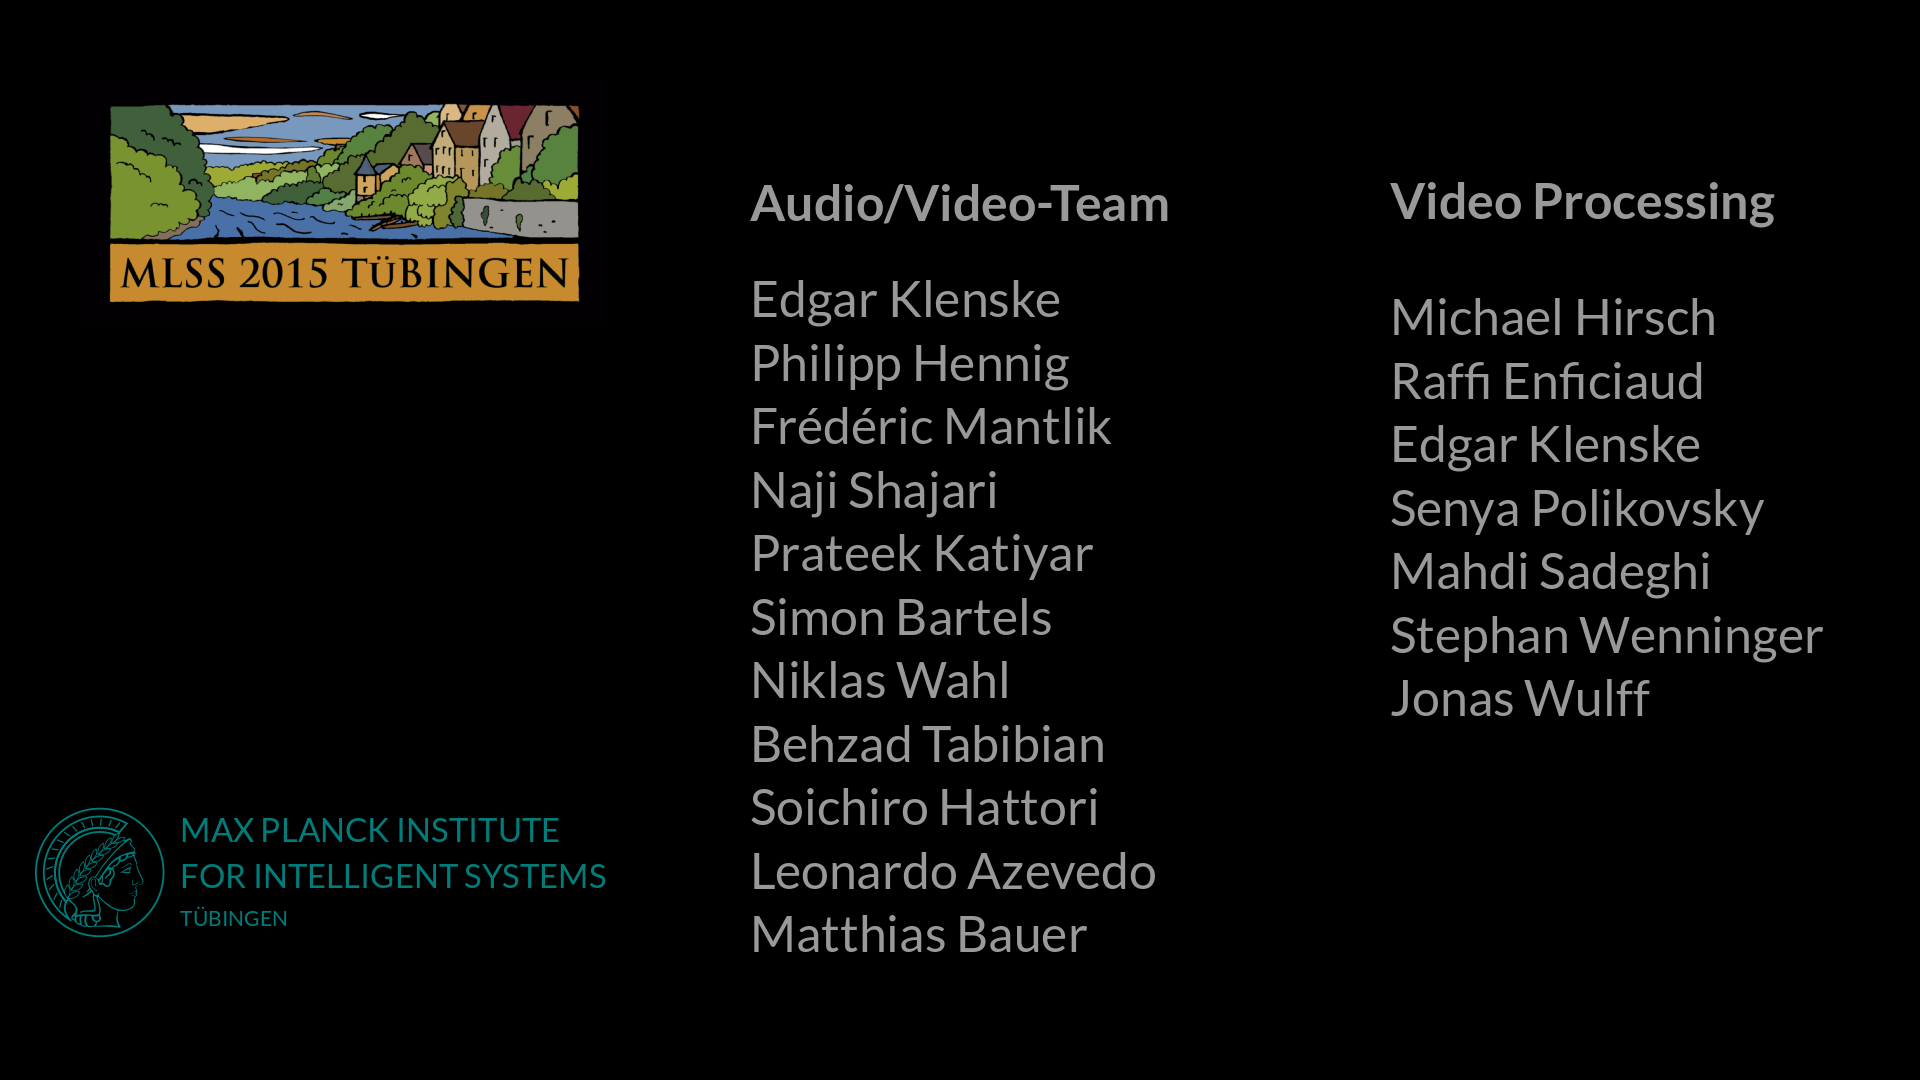 MLSS 2015 TÜBINGEN
MAX PLANCK INSTITUTE
FOR INTELLIGENT SYSTEMS
TÜBINGEN
Audio/Video-Team
Edgar Klenske
Philipp Hennig
Frédéric Mantlik
Naji Shajari
Prateek Katiyar
Simon Bartels
Niklas Wahl
Behzad Tabibian
Soichiro Hattori
Leonardo Azevedo
Matthias Bauer
Video Processing
Michael Hirsch
Raffi Enficiaud
Edgar Klenske
Senya Polikovsky
Mahdi Sadeghi
Stephan Wenninger
Jonas Wulff